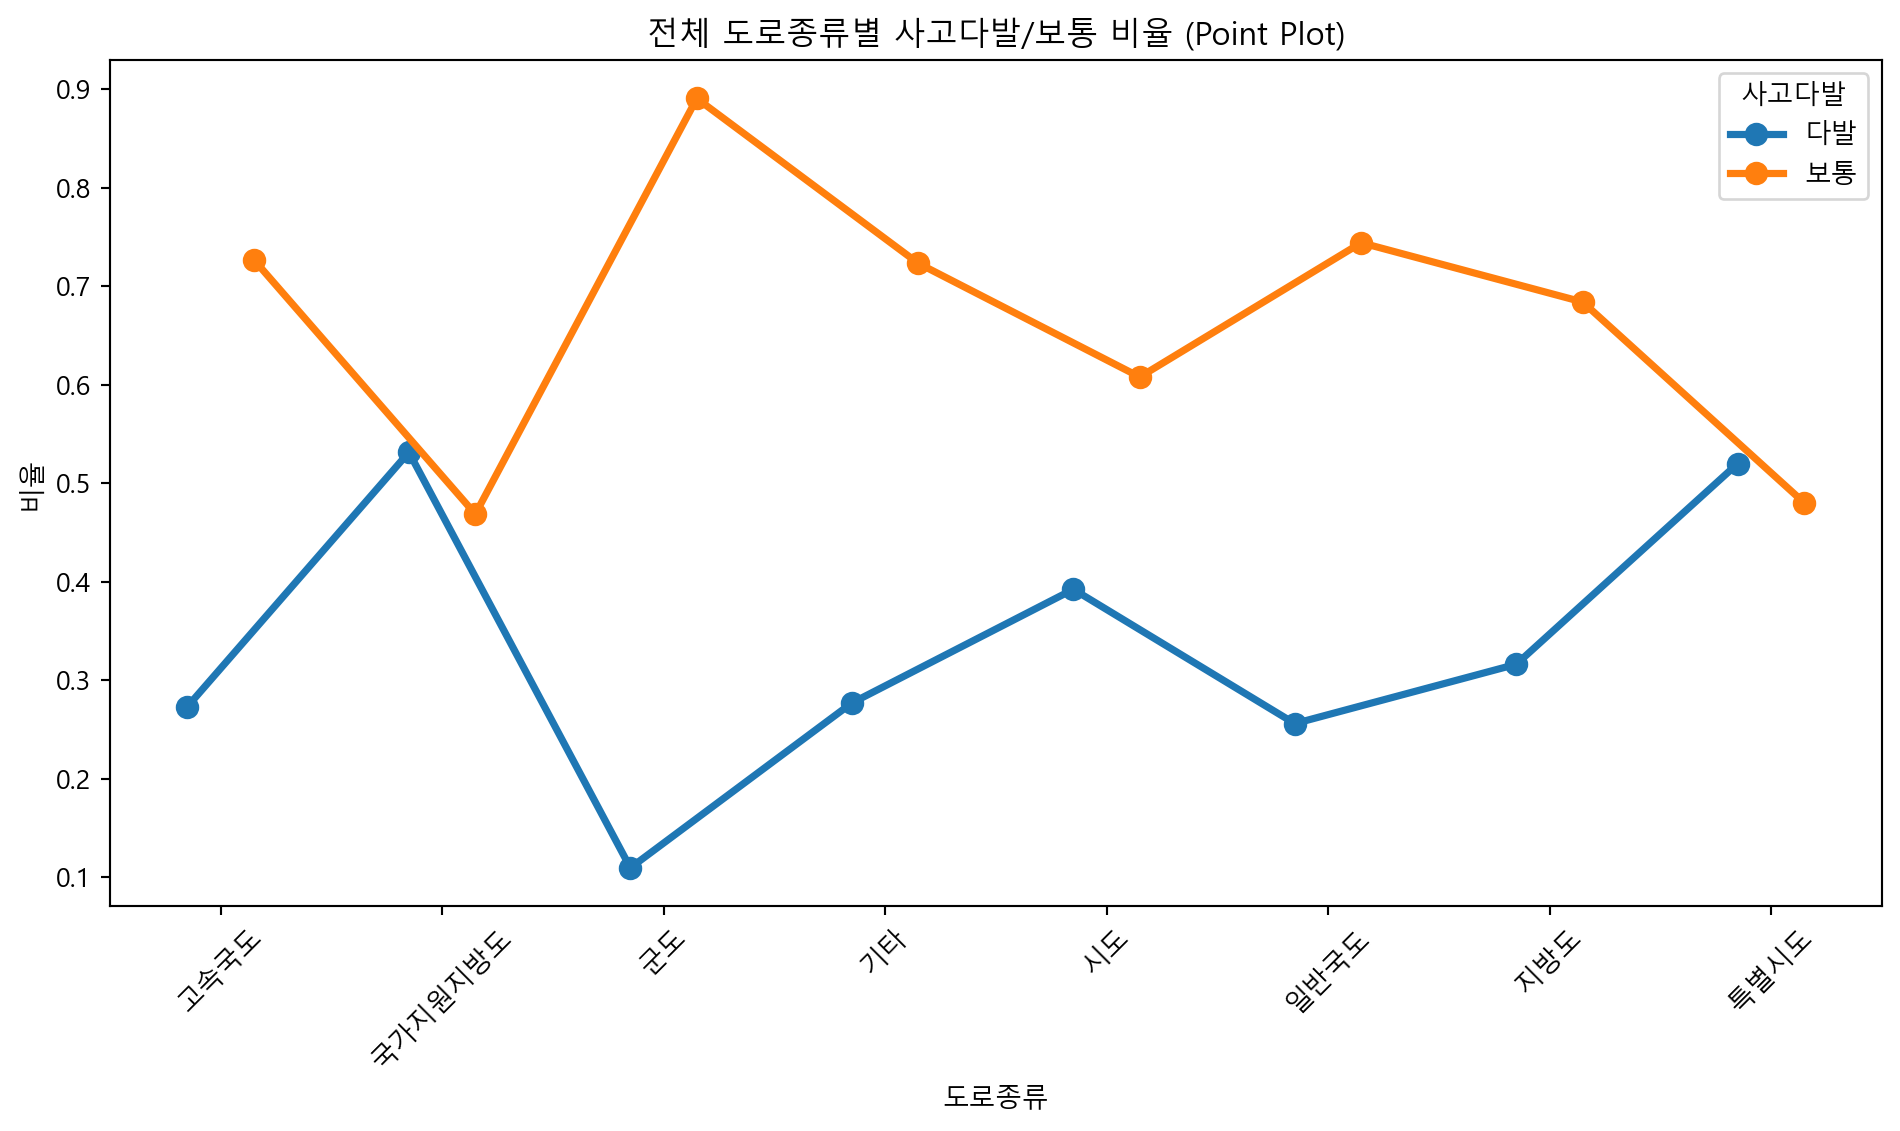 전체 도로종류별 사고다발/보통 비율 (Point Plot)
사고다발
다발
보통
비율
0.9
0.8
0.7
0.6
0.5
0.4
0.3
0.2
0.1
고속국도
국가지원지방도
군도
기타
시도
일반국도
지방도
특별시도
도로종류